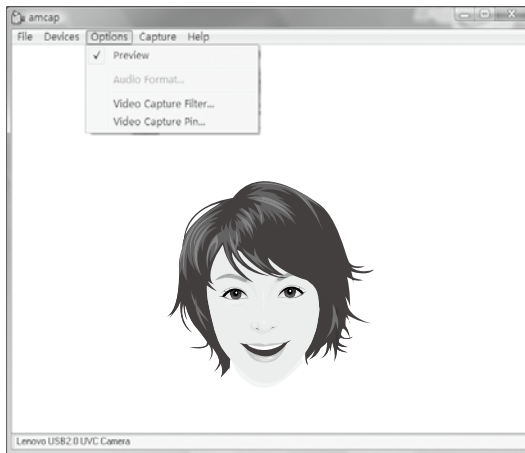 amcap
File Devices Options Capture Help
✓ Preview
Audio Format...
Video Capture Filter...
Video Capture Pin...
Lenovo USB2.0 UVC Camera